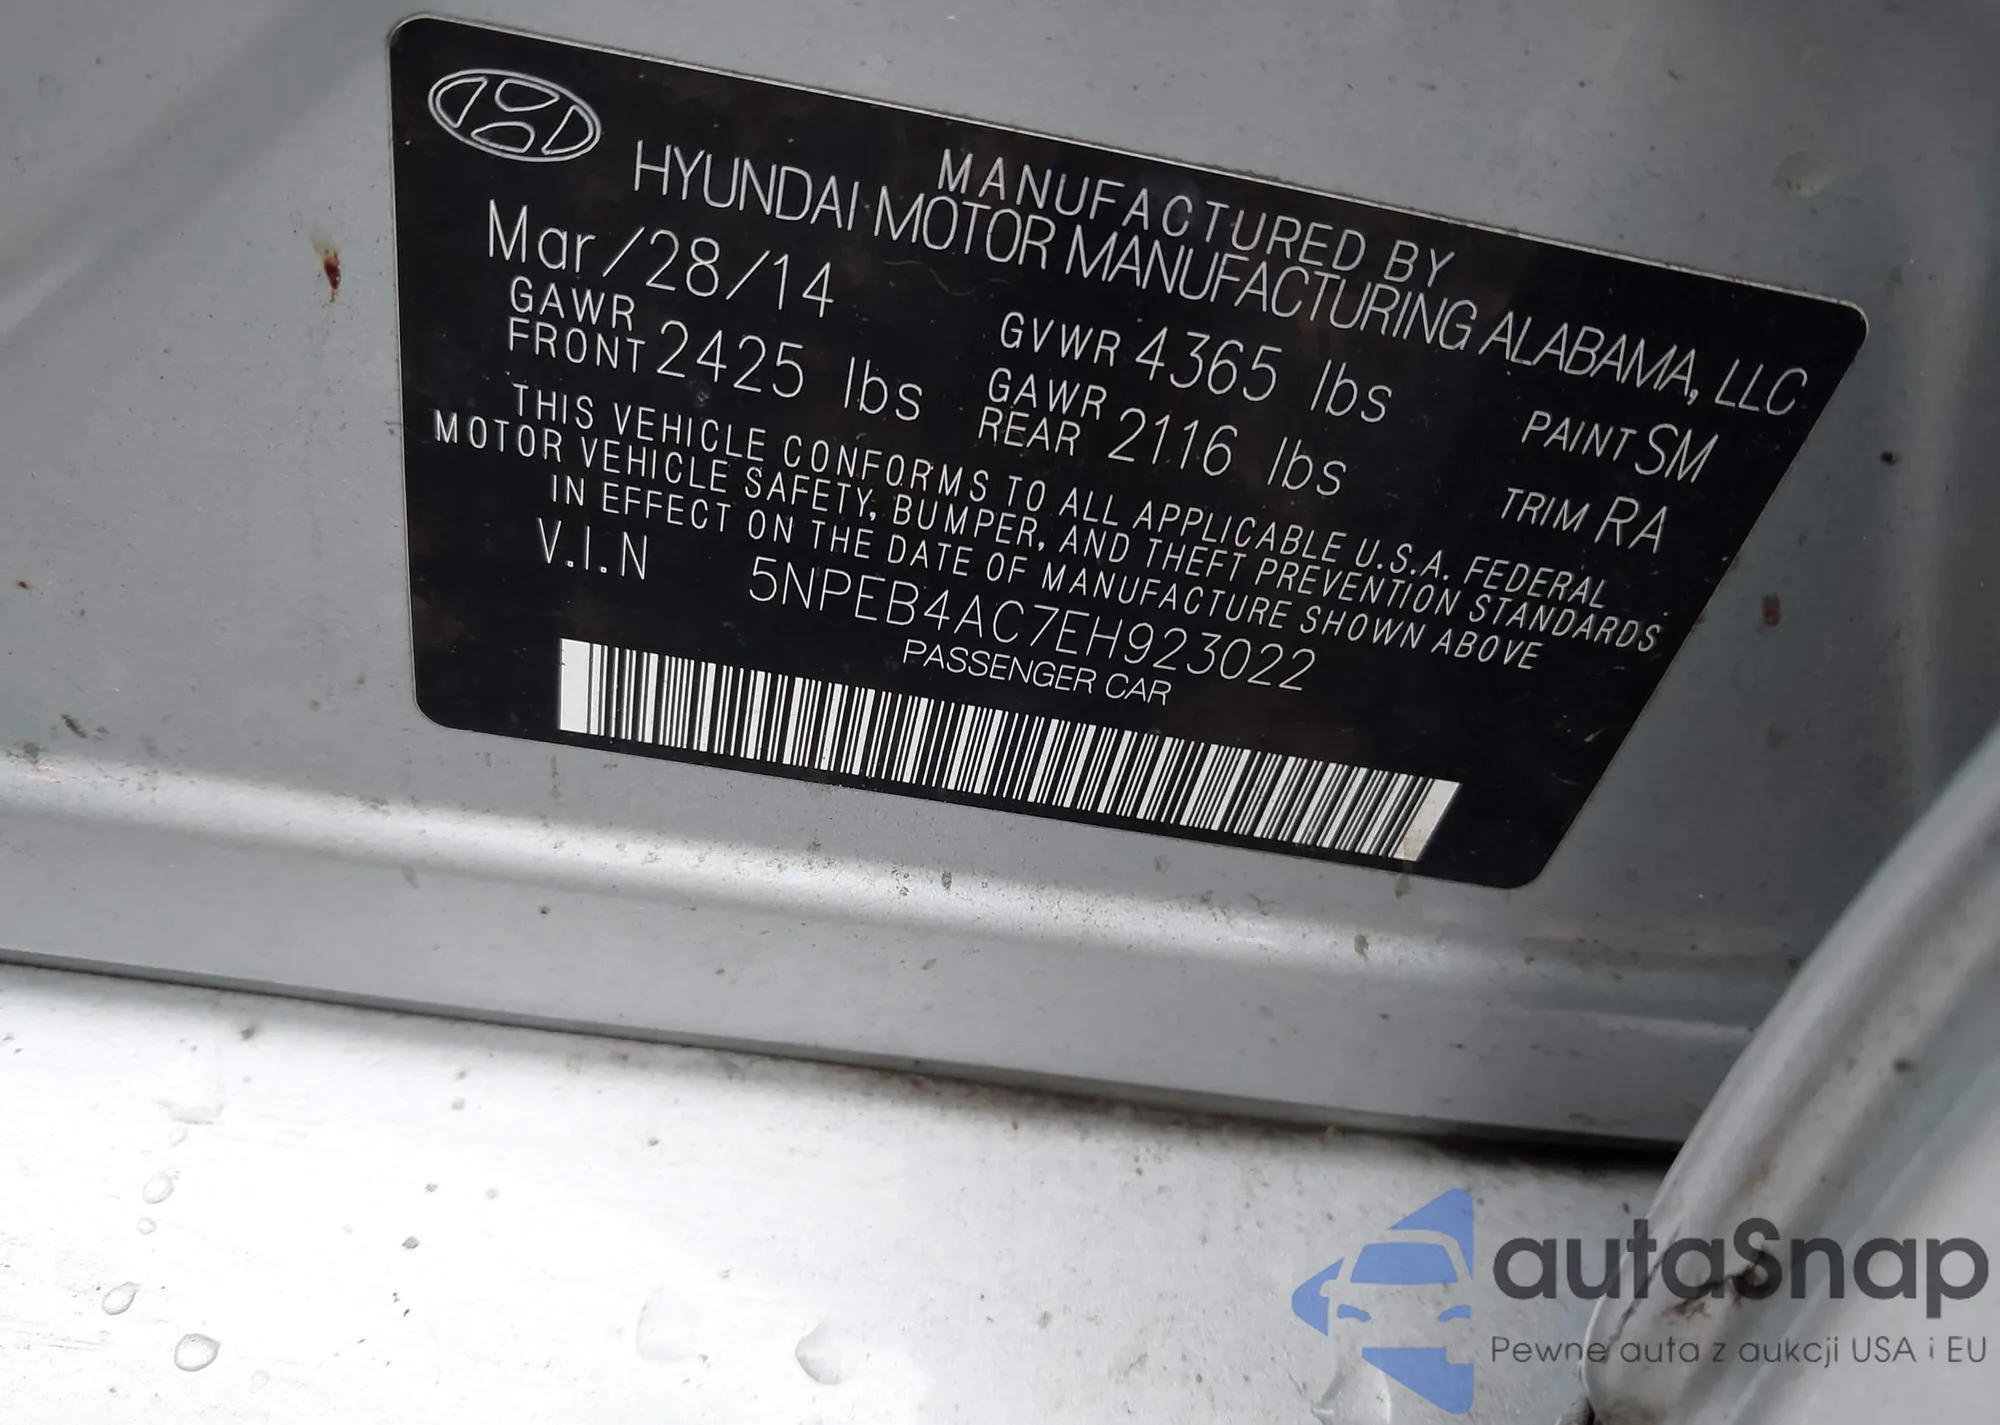 MANUFACTURED BY
HYUNDAI MOTOR MANUFACTURING ALABAMA, LLC
Mar/28/14
GVWR 4365 lbs
PAINT SM
GAWR FRONT 2425 lbs
GAWR REAR 2116 lbs
TRIM RA
THIS VEHICLE CONFORMS TO ALL APPLICABLE U.S.A. FEDERAL
MOTOR VEHICLE SAFETY, BUMPER, AND THEFT PREVENTION STANDARDS
IN EFFECT ON THE DATE OF MANUFACTURE SHOWN ABOVE
V.I.N 5NPEB4AC7EH923022
PASSENGER CAR
autaSnap
Pewne auta z aukcji USA i EU